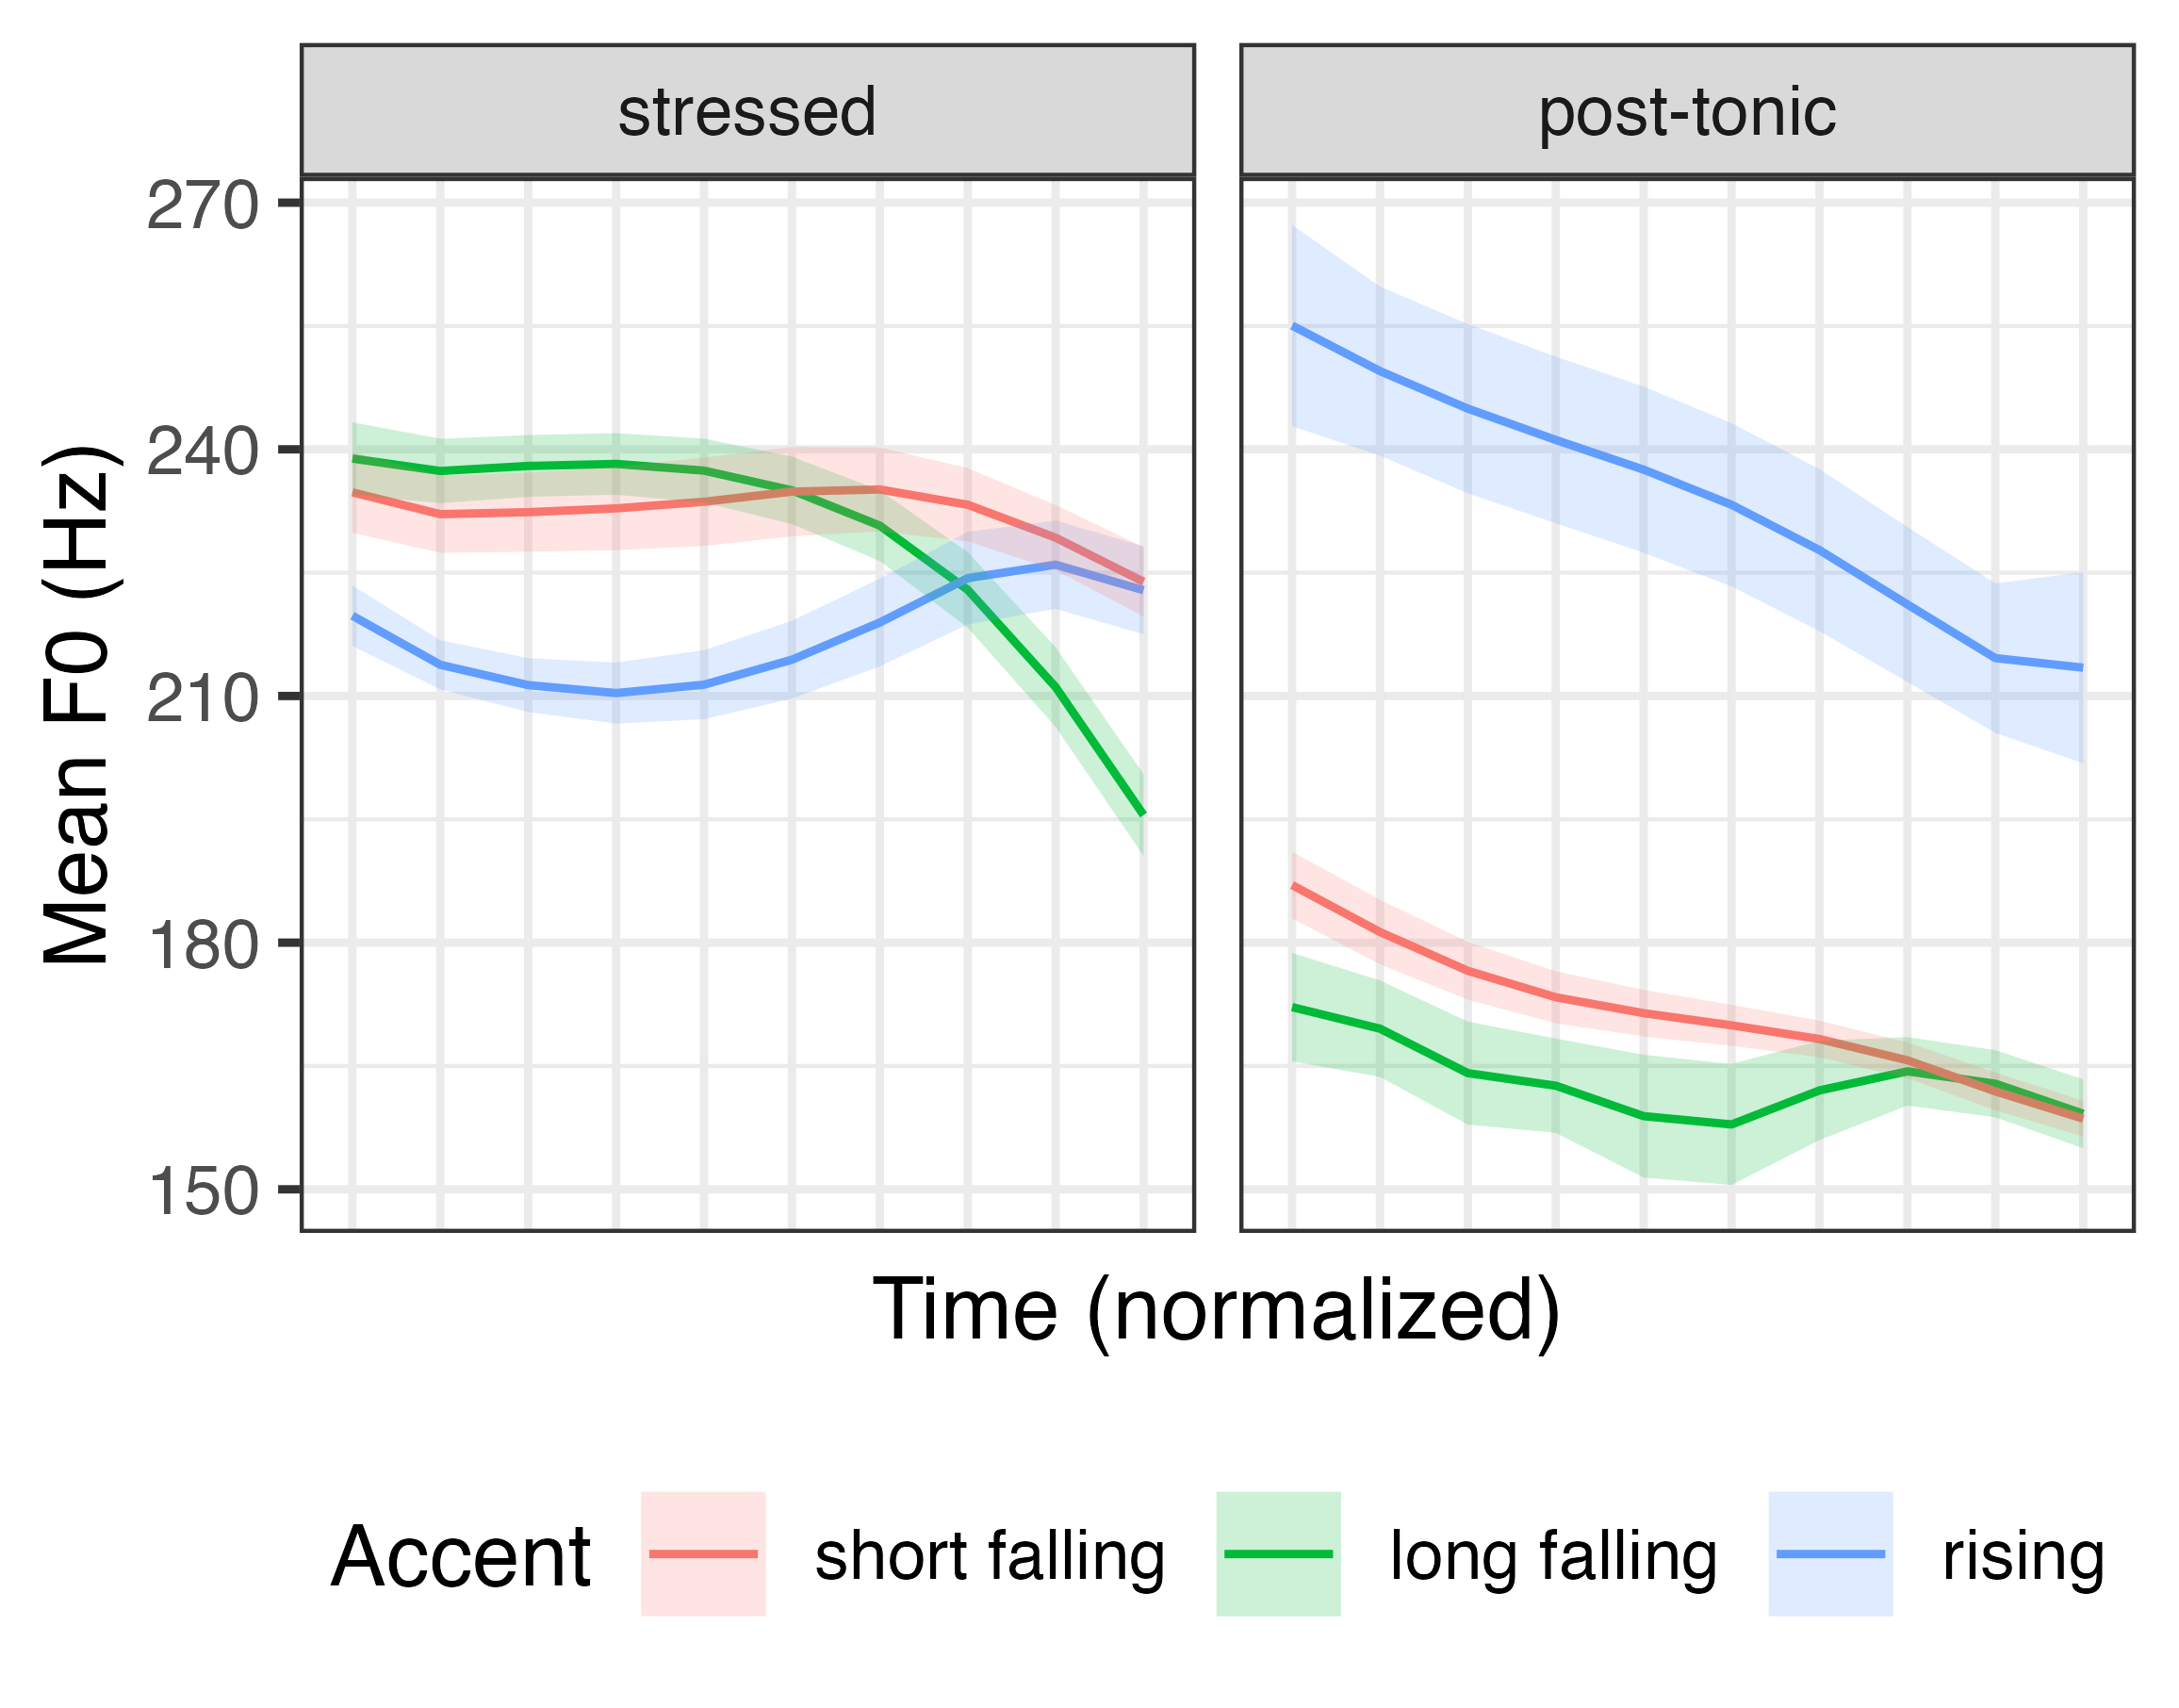 stressed
post-tonic
270
240
210
180
150
Mean F0 (Hz)
Time (normalized)
Accent short falling long falling rising